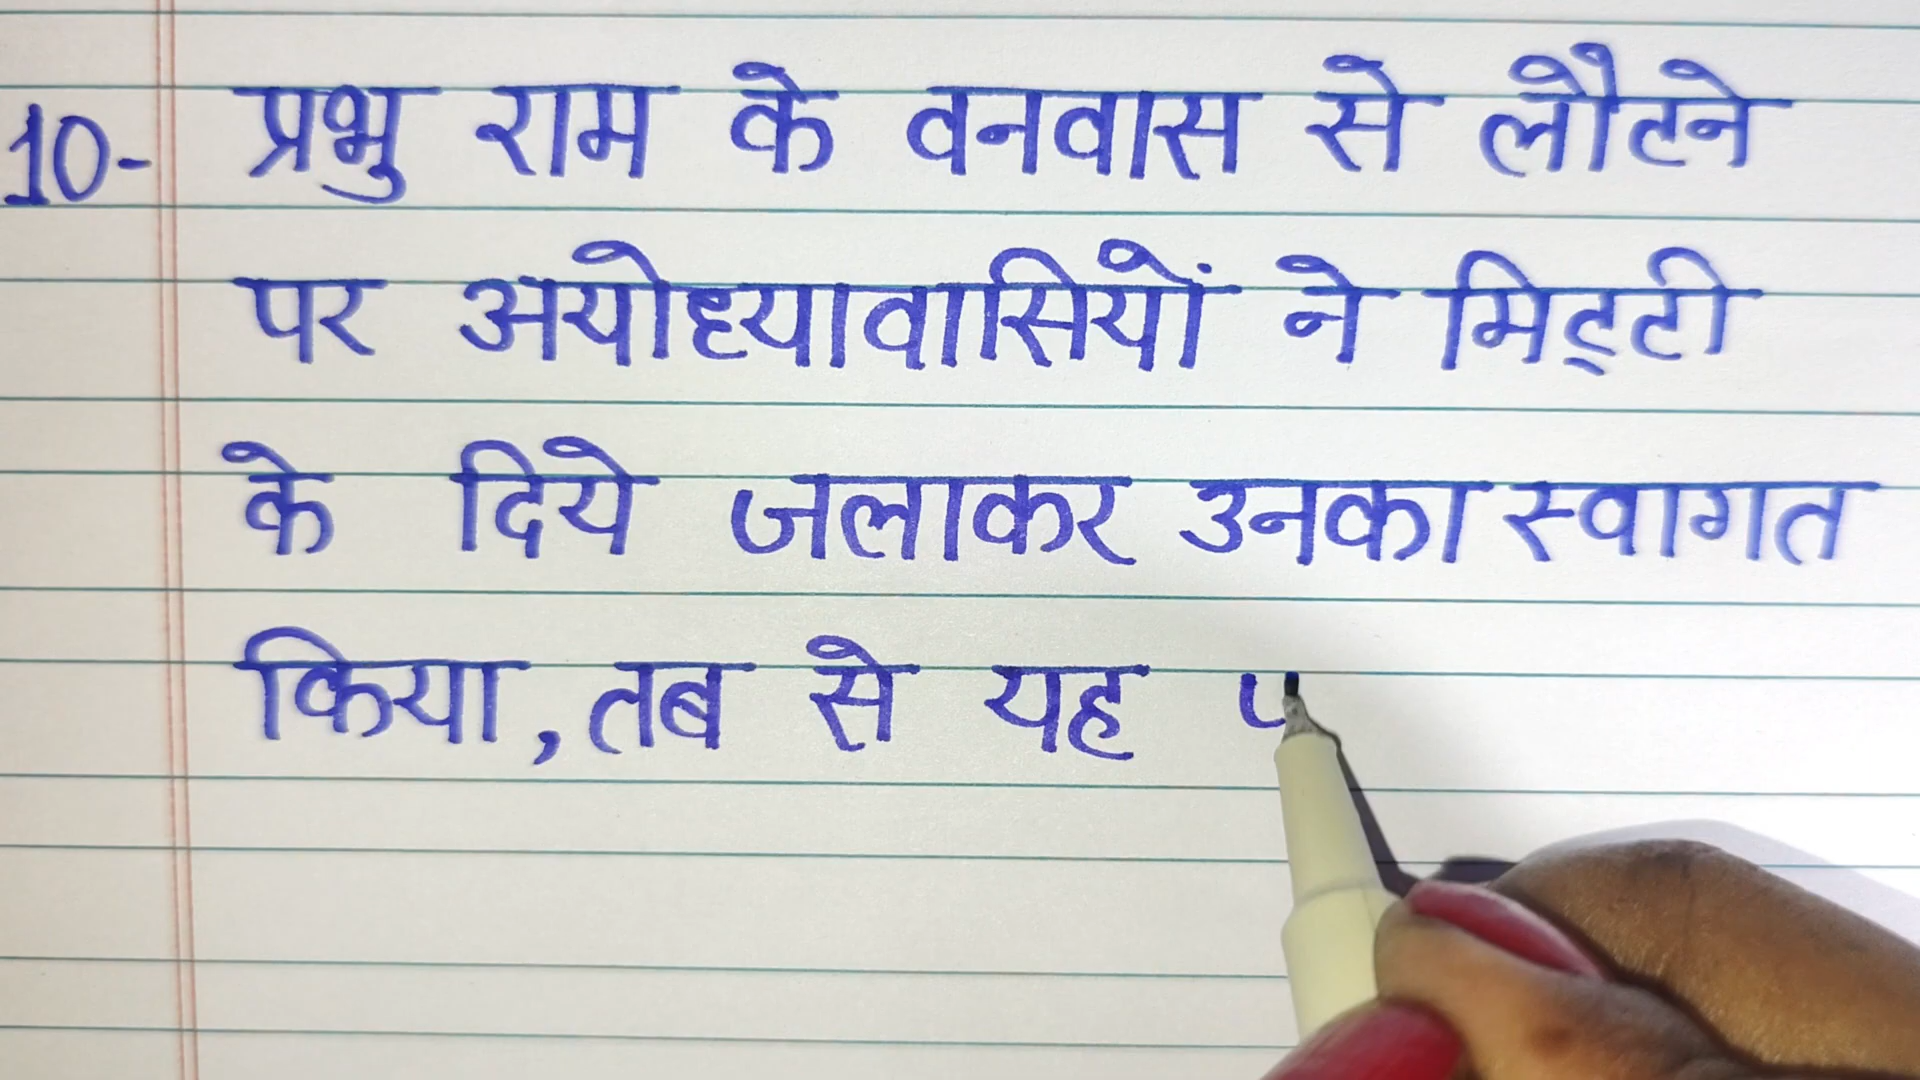 10- प्रभु राम के वनवास से लौटने
पर अयोध्यावासियों ने मिट्टी
के दिये जलाकर उनका स्वागत
किया, तब से यह